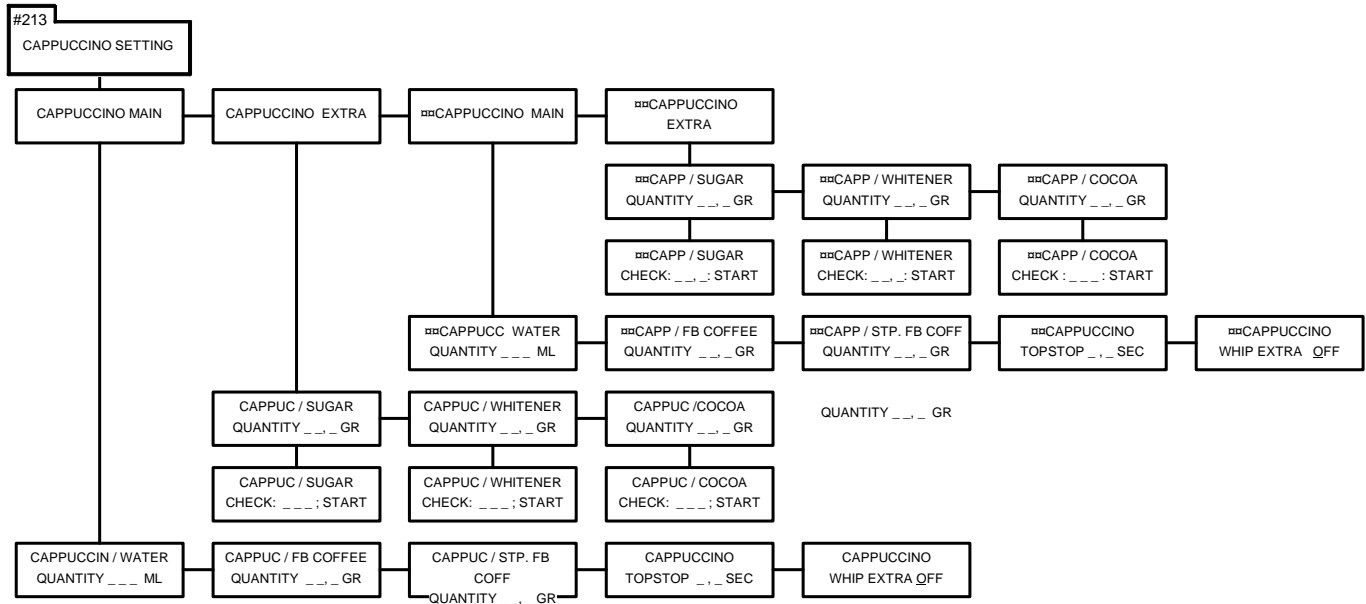 #213
CAPPUCCINO SETTING
CAPPUCCINO MAIN
CAPPUCCINO EXTRA
¤¤CAPPUCCINO MAIN
¤¤CAPPUCCINO
EXTRA
¤¤CAPP / SUGAR
QUANTITY _ _, _ GR
¤¤CAPP / WHITENER
QUANTITY _ _, _ GR
¤¤CAPP / COCOA
QUANTITY _ _, _ GR
¤¤CAPP / SUGAR
CHECK: _ _, _: START
¤¤CAPP / WHITENER
CHECK: _ _, _: START
¤¤CAPP / COCOA
CHECK : _ _ _ : START
¤¤CAPPUCC WATER
QUANTITY _ _ _ ML
¤¤CAPP / FB COFFEE
QUANTITY _ _, _ GR
¤¤CAPP / STP. FB COFF
QUANTITY _ _, _ GR
¤¤CAPPUCCINO
TOPSTOP _ , _ SEC
¤¤CAPPUCCINO
WHIP EXTRA OFF
CAPPUC / SUGAR
QUANTITY _ _, _ GR
CAPPUC / WHITENER
QUANTITY _ _, _ GR
CAPPUC /COCOA
QUANTITY _ _, _ GR
QUANTITY _ _, _ GR
CAPPUC / SUGAR
CHECK: _ _ _ ; START
CAPPUC / WHITENER
CHECK: _ _ _ ; START
CAPPUC / COCOA
CHECK: _ _ _ ; START
CAPPUCCIN / WATER
QUANTITY _ _ _ ML
CAPPUC / FB COFFEE
QUANTITY _ _, _ GR
CAPPUC / STP. FB
COFF
QUANTITY _ _, _ GR
CAPPUCCINO
TOPSTOP _ , _ SEC
CAPPUCCINO
WHIP EXTRA OFF